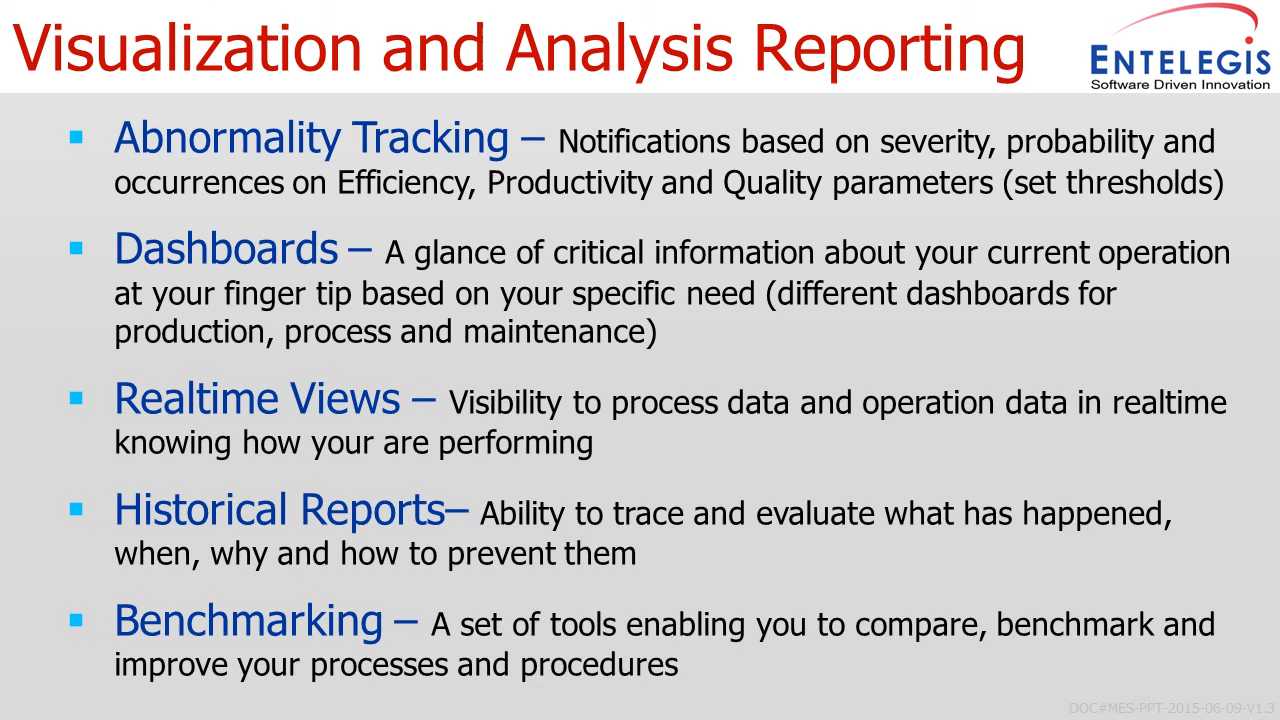 Visualization and Analysis Reporting
ENTELEGIS
Software Driven Innovation
Abnormality Tracking – Notifications based on severity, probability and
occurrences on Efficiency, Productivity and Quality parameters (set thresholds)
Dashboards – A glance of critical information about your current operation
at your finger tip based on your specific need (different dashboards for
production, process and maintenance)
Realtime Views – Visibility to process data and operation data in realtime
knowing how your are performing
Historical Reports– Ability to trace and evaluate what has happened,
when, why and how to prevent them
Benchmarking – A set of tools enabling you to compare, benchmark and
improve your processes and procedures
DOC#MES-PPT-2015-06-09-V1.3